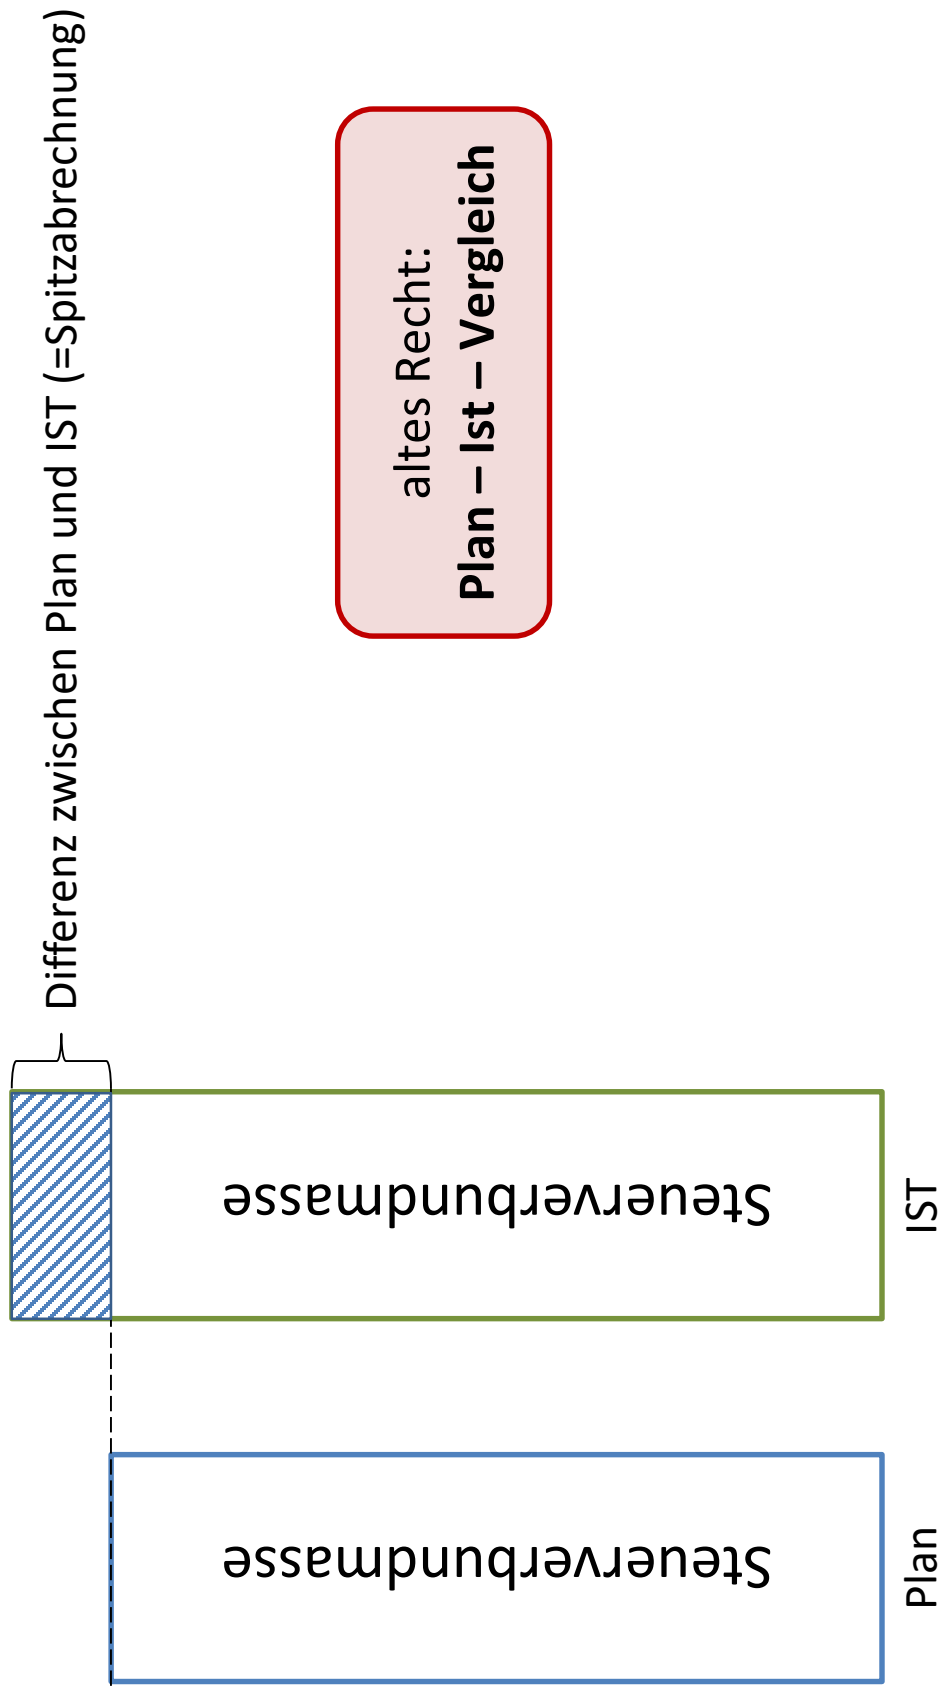 Differenz zwischen Plan und IST (=Spitzabrechnung)
altes Recht:
Plan – Ist – Vergleich
Steuerverbundmasse
Steuerverbundmasse
Plan
IST